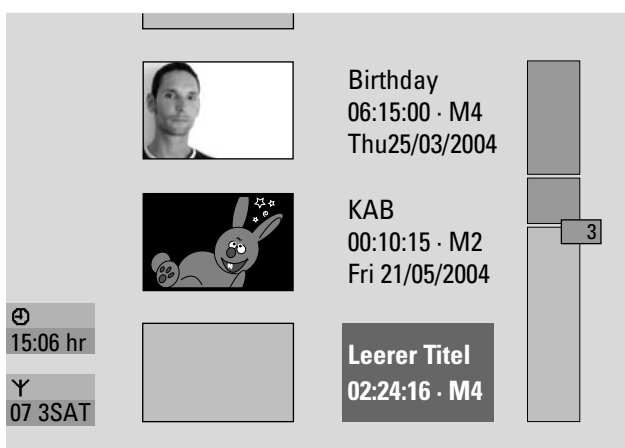 Birthday
06:15:00 · M4
Thu25/03/2004
KAB
00:10:15 · M2
Fri 21/05/2004
3
15:06 hr
Leerer Titel
02:24:16 · M4
07 3SAT